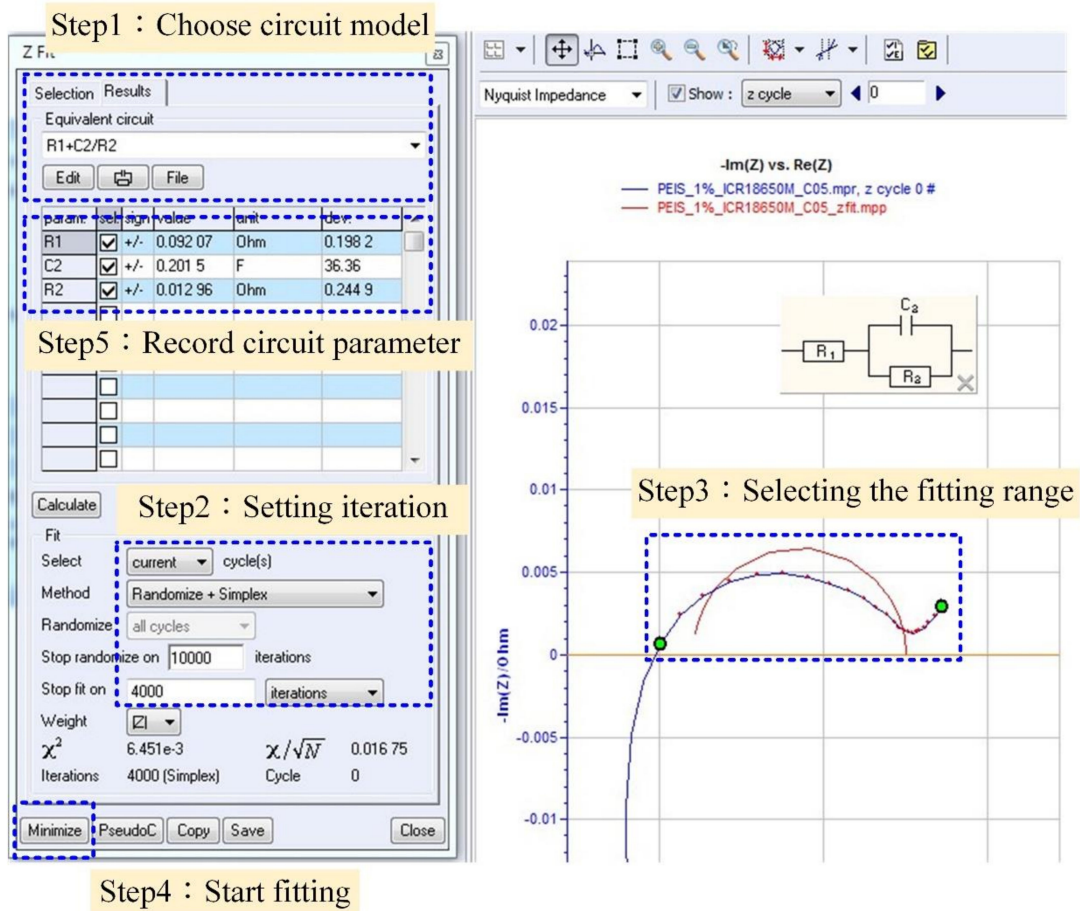 Step1：Choose circuit model
Z Fit
Selection Results
Equivalent circuit
R1+C2/R2
Edit File
param. sel sign value unit dev.
R1 +/- 0.092 07 Ohm 0.198 2
C2 +/- 0.201 5 F 36.36
R2 +/- 0.012 96 Ohm 0.244 9
Step5：Record circuit parameter
Calculate
Step2：Setting iteration
Fit
Select current cycle(s)
Method Randomize + Simplex
Randomize all cycles
Stop randomize on 10000 iterations
Stop fit on 4000 iterations
Weight |Z|
χ² 6.451e-3 χ/√N 0.016 75
Iterations 4000 (Simplex) Cycle 0
Minimize PseudoC Copy Save Close
Step4：Start fitting
Nyquist Impedance Show : z cycle 0
-Im(Z) vs. Re(Z)
PEIS_1%_ICR18650M_C05.mpr, z cycle 0 #
PEIS_1%_ICR18650M_C05_zfit.mpp
C2
R1
R2
Step3：Selecting the fitting range
-Im(Z)/Ohm
0.02
0.015
0.01
0.005
0
-0.005
-0.01